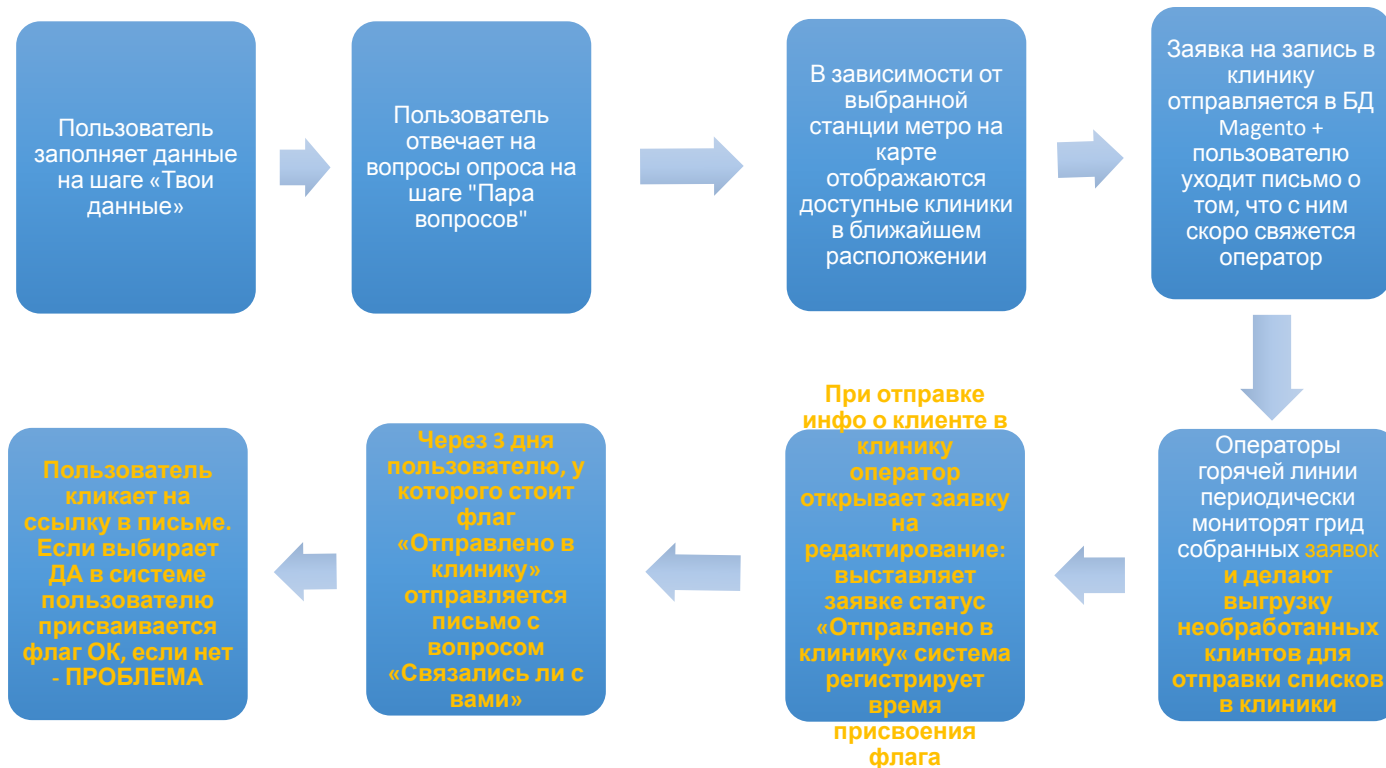 Пользователь
заполняет данные
на шаге «Твои
данные»
Пользователь
отвечает на
вопросы опроса на
шаге "Пара
вопросов"
В зависимости от
выбранной
станции метро на
карте
отображаются
доступные клиники
в ближайшем
расположении
Заявка на запись в
клинику
отправляется в БД
Magento +
пользователю
уходит письмо о
том, что с ним
скоро свяжется
оператор
Операторы
горячей линии
периодически
мониторят грид
собранных заявок
и делают
выгрузку
необработанных
клинтов для
отправки списков
в клиники
При отправке
инфо о клиенте в
клинику
оператор
открывает заявку
на
редактирование:
выставляет
заявке статус
«Отправлено в
клинику« система
регистрирует
время
присвоения
флага
Через 3 дня
пользователю, у
которого стоит
флаг
«Отправлено в
клинику»
отправляется
письмо с
вопросом
«Связались ли с
вами»
Пользователь
кликает на
ссылку в письме.
Если выбирает
ДА в системе
пользователю
присваивается
флаг ОК, если нет
- ПРОБЛЕМА